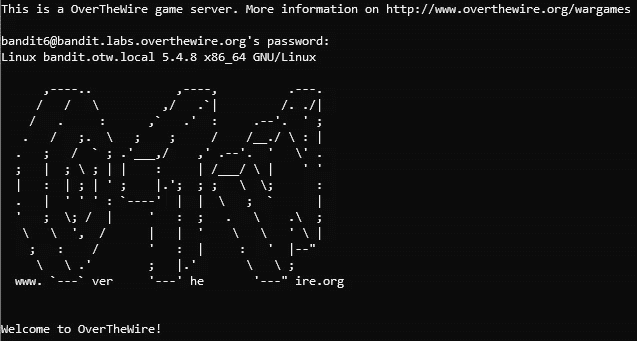 This is a OverTheWire game server. More information on http://www.overthewire.org/wargames
bandit6@bandit.labs.overthewire.org's password:
Linux bandit.otw.local 5.4.8 x86_64 GNU/Linux
www. `---` ver '---' he '---" ire.org
Welcome to OverTheWire!